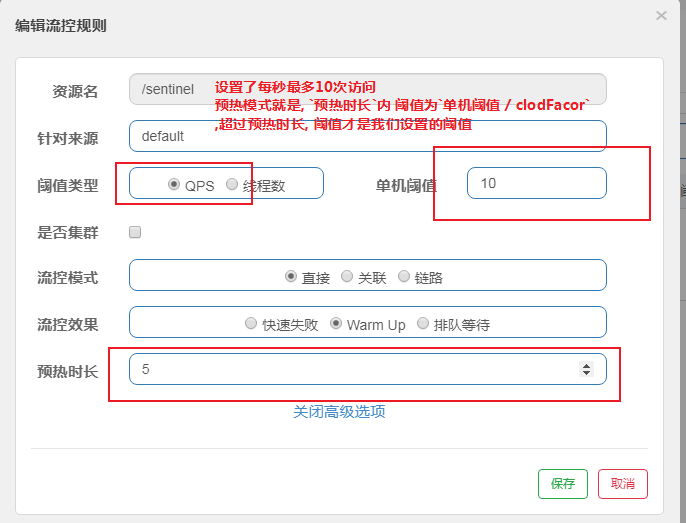 编辑流控规则
×
资源名
/sentinel
设置了每秒最多10次访问
预热模式就是, `预热时长`内 阈值为`单机阈值 / clodFacor`
,超过预热时长, 阈值才是我们设置的阈值
针对来源
default
阈值类型
QPS 线程数
单机阈值
10
是否集群
流控模式
直接 关联 链路
流控效果
快速失败 Warm Up 排队等待
预热时长
5
关闭高级选项
保存 取消